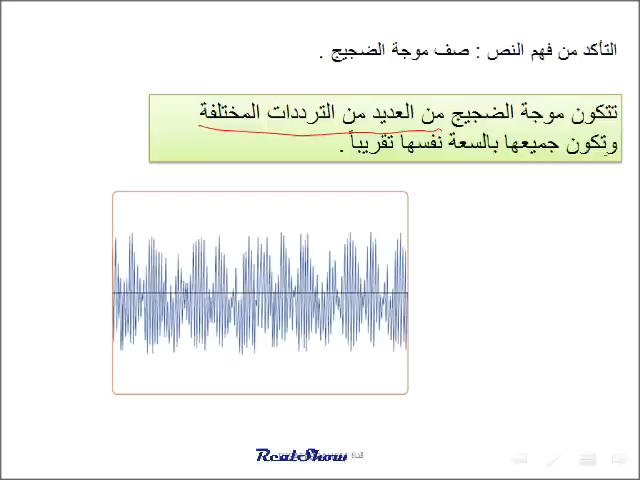 التأكد من فهم النص : صف موجة الضجيج .
تتكون موجة الضجيج من العديد من الترددات المختلفة
وتكون جميعها بالسعة نفسها تقريباً .
RealShow